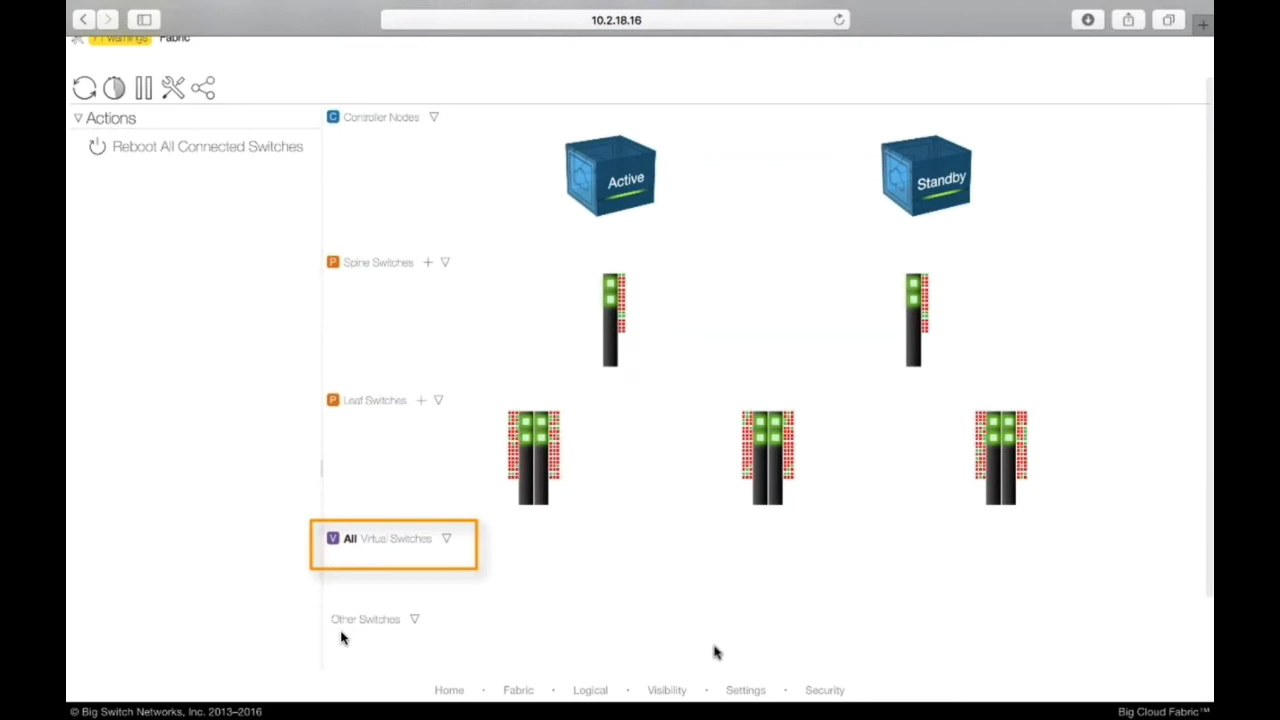 10.2.18.16
71 warnings Fabric
Actions
Reboot All Connected Switches
C Controller Nodes
Active
Standby
P Spine Switches +
P Leaf Switches +
V All Virtual Switches
Other Switches
Home · Fabric · Logical · Visibility · Settings · Security
© Big Switch Networks, Inc. 2013–2016
Big Cloud Fabric™